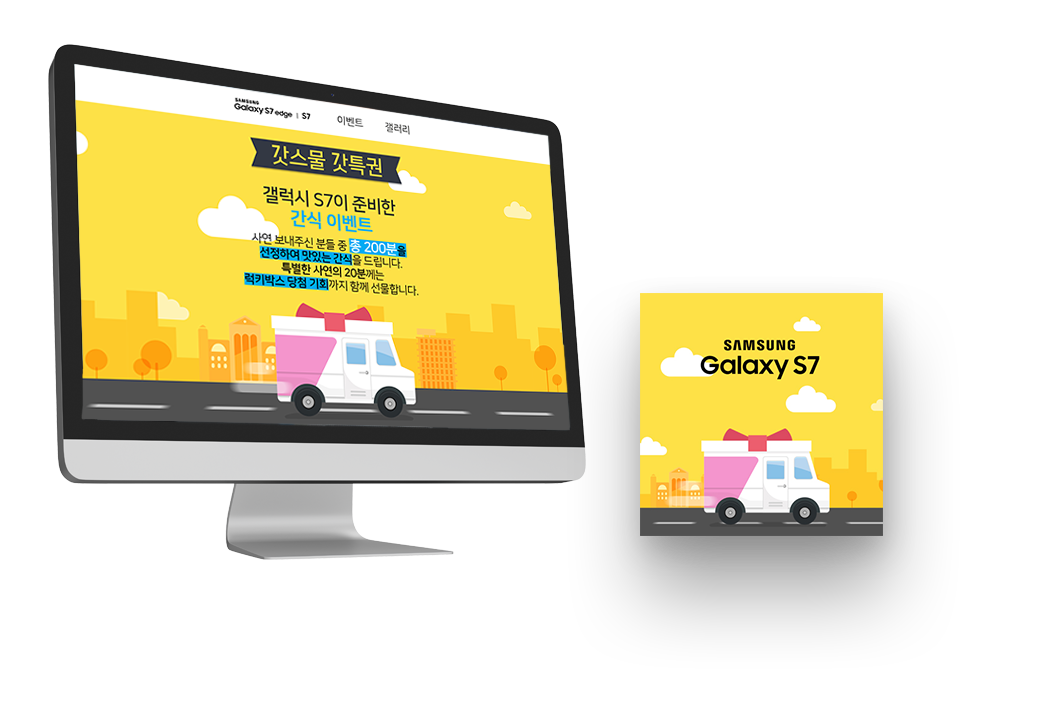 SAMSUNG
Galaxy S7 edge | S7
이벤트
갤러리
갓스물 갓특권
갤럭시 S7이 준비한
간식 이벤트
사연 보내주신 분들 중 총 200분을
선정하여 맛있는 간식을 드립니다.
특별한 사연의 20분께는
럭키박스 당첨 기회까지 함께 선물합니다.
SAMSUNG
Galaxy S7